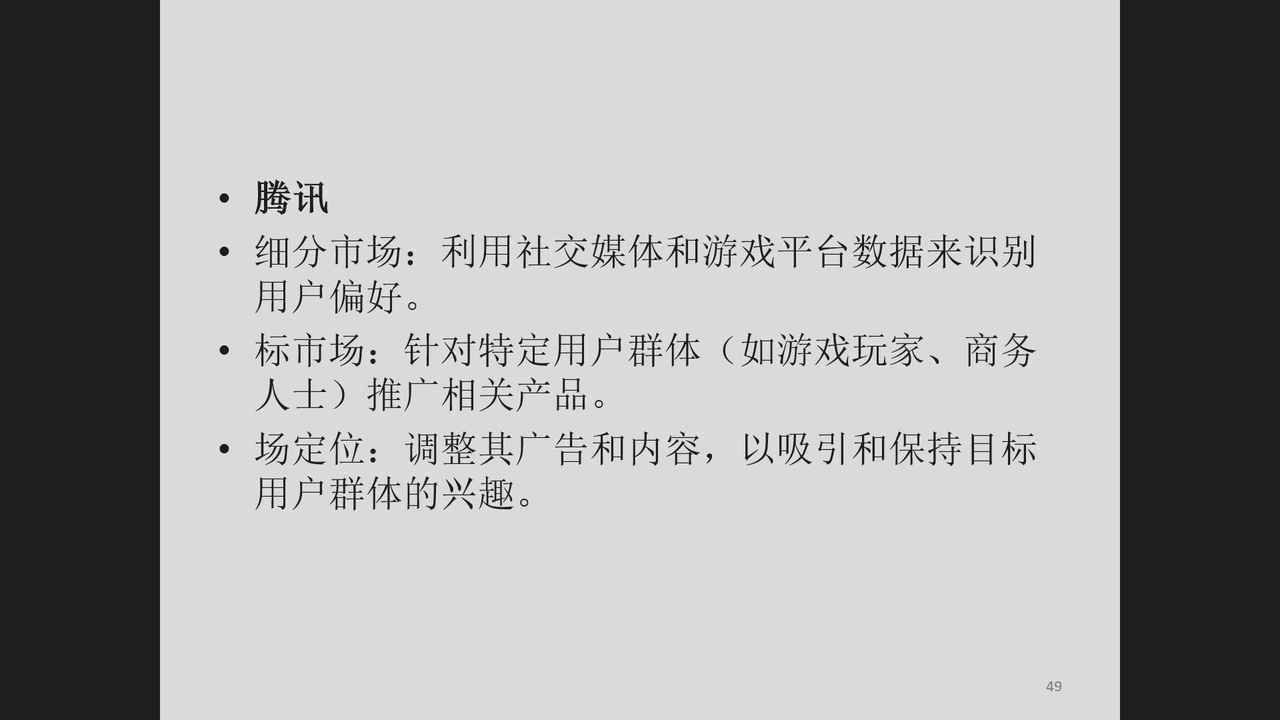 • 腾讯
• 细分市场：利用社交媒体和游戏平台数据来识别
用户偏好。
• 标市场：针对特定用户群体（如游戏玩家、商务
人士）推广相关产品。
• 场定位：调整其广告和内容，以吸引和保持目标
用户群体的兴趣。
49